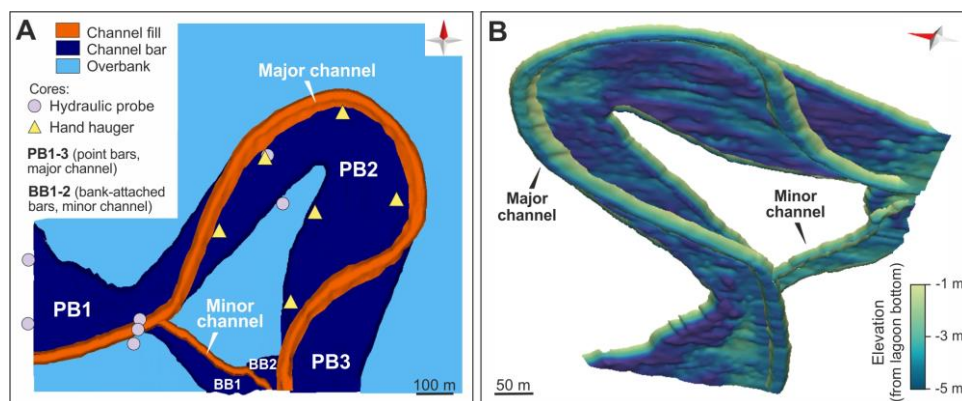 A
Channel fill
Channel bar
Overbank
Cores:
Hydraulic probe
Hand hauger
PB1-3 (point bars,
major channel)
BB1-2 (bank-attached
bars, minor channel)
Major channel
PB2
PB1
Minor
channel
BB2
BB1
PB3
100 m
B
Major
channel
Minor
channel
50 m
Elevation
(from lagoon bottom)
-1 m
-3 m
-5 m